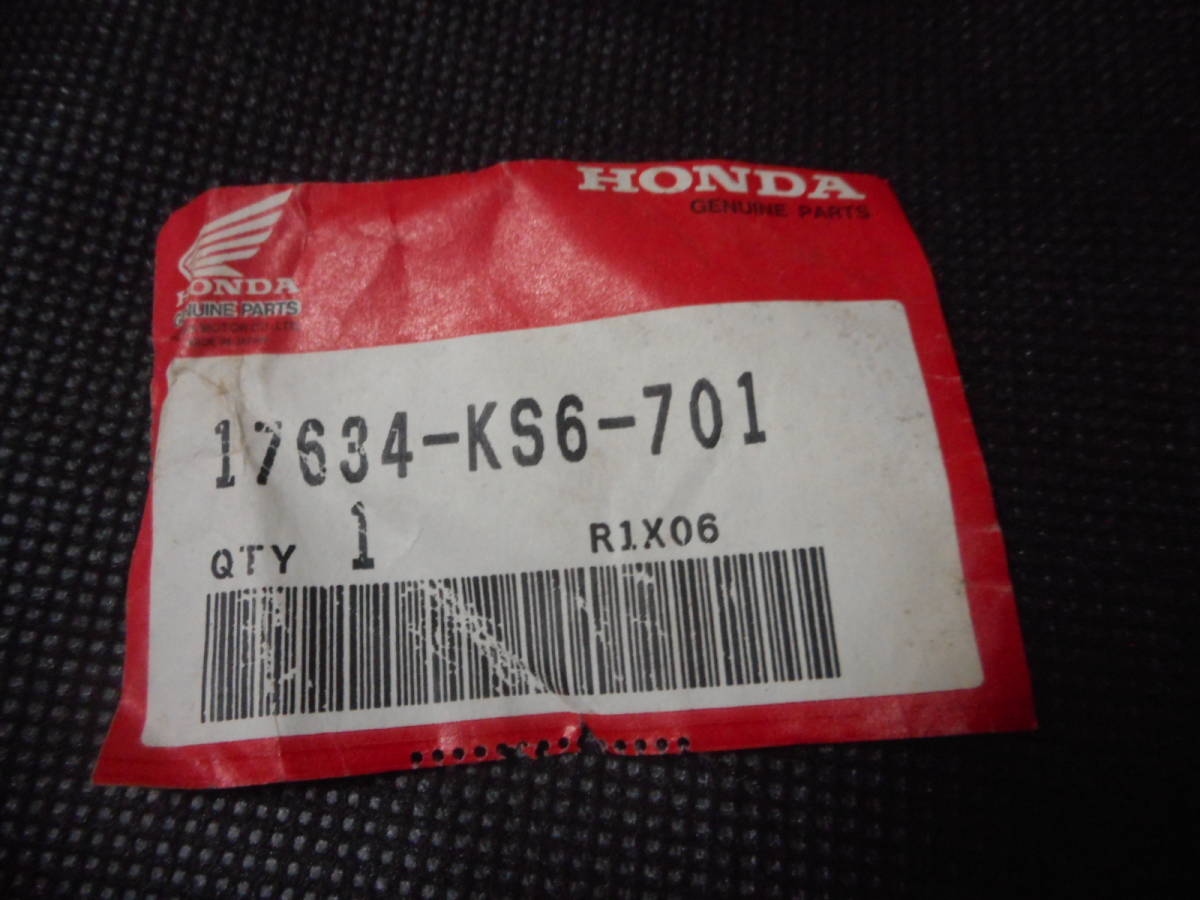 HONDA
GENUINE PARTS
HONDA
GENUINE PARTS
17634-KS6-701
QTY 1
R1X06